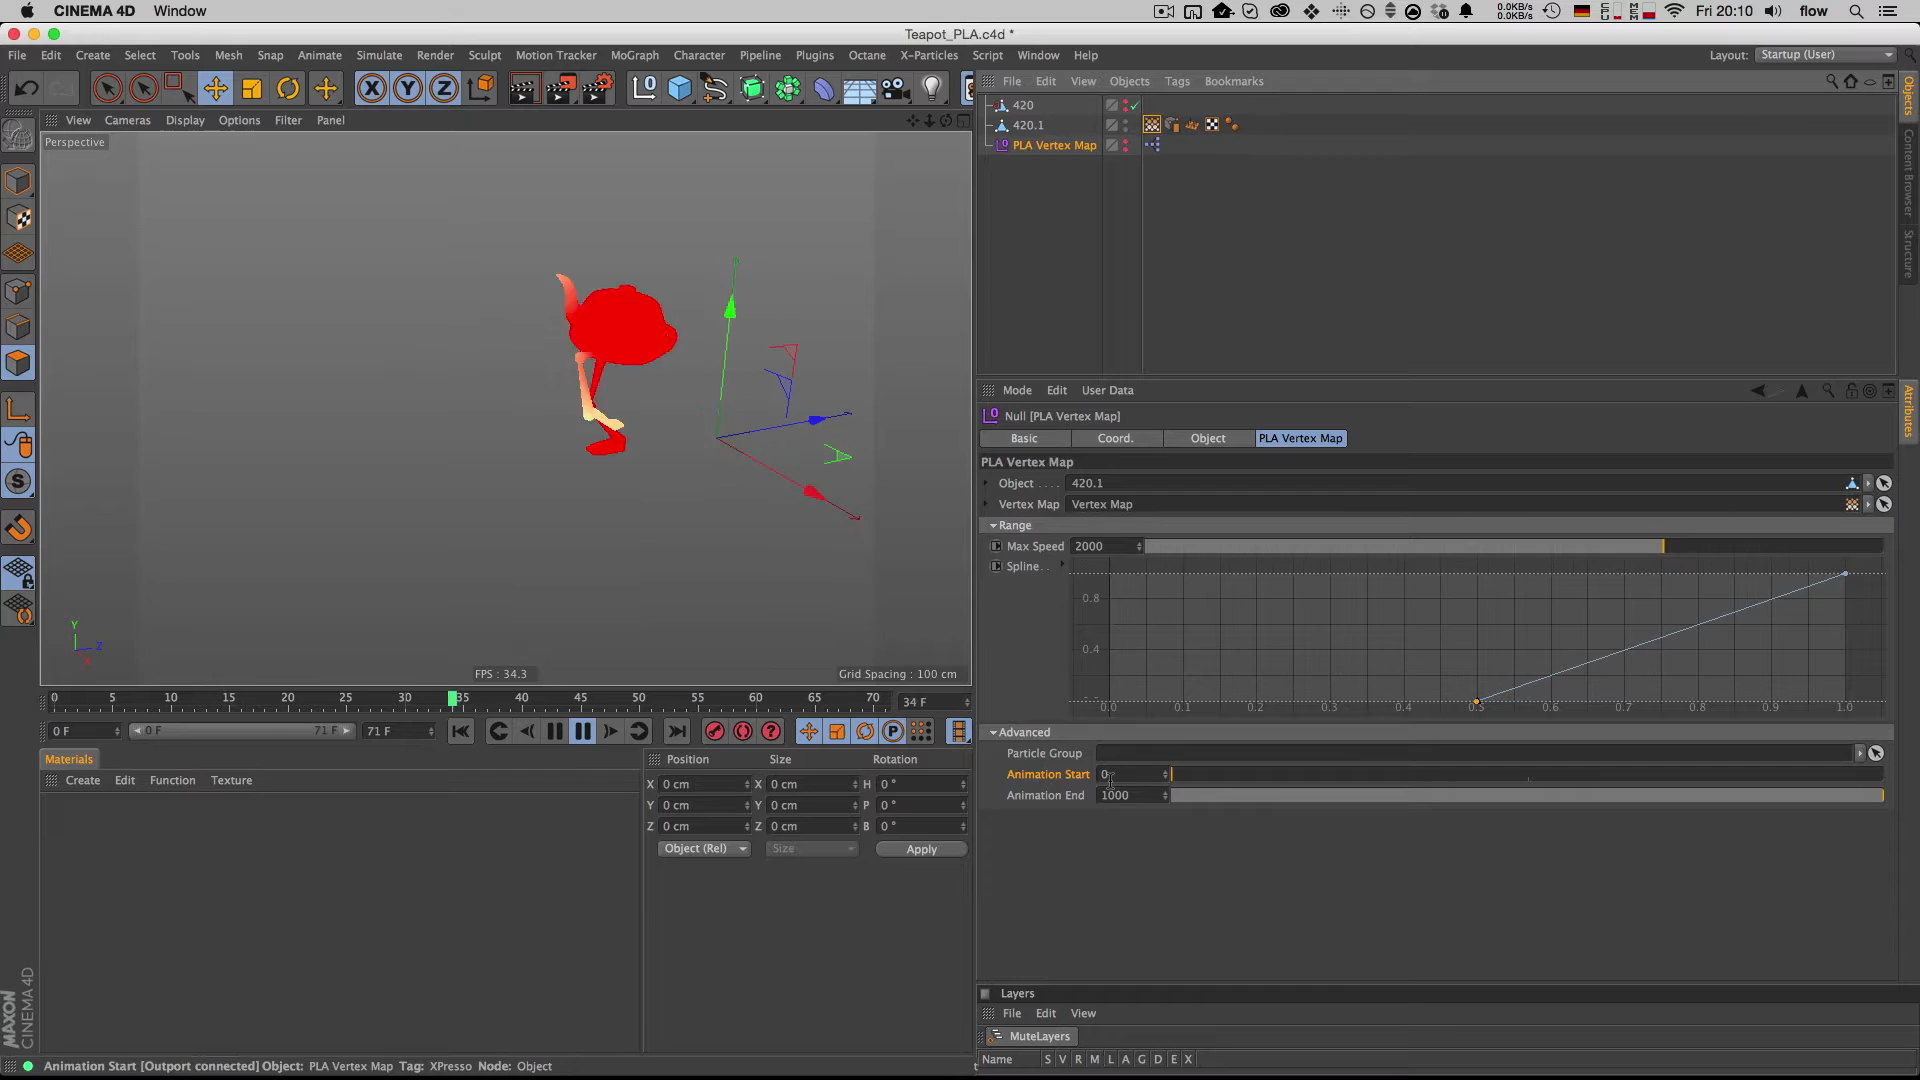 CINEMA 4D Window 0.0KB/s 0.0KB/s Fri 20:10 flow
Teapot_PLA.c4d *
File Edit Create Select Tools Mesh Snap Animate Simulate Render Sculpt Motion Tracker MoGraph Character Pipeline Plugins Octane X-Particles Script Window Help Layout: Startup (User)
X Y Z
File Edit View Objects Tags Bookmarks
420
420.1
PLA Vertex Map
Objects
Content Browser
Structure
View Cameras Display Options Filter Panel
Perspective
Y
Z
X
FPS : 34.3 Grid Spacing : 100 cm
Mode Edit User Data
Attributes
Null [PLA Vertex Map]
Basic Coord. Object PLA Vertex Map
PLA Vertex Map
Object . . . . 420.1
Vertex Map Vertex Map
Range
Max Speed 2000
Spline. .
0.8
0.4
0.0 0.1 0.2 0.3 0.4 0.5 0.6 0.7 0.8 0.9 1.0
Advanced
Particle Group
Animation Start 0
Animation End 1000
0 5 10 15 20 25 30 35 40 45 50 55 60 65 70 34 F
0 F 0 F 71 F 71 F
Materials
Create Edit Function Texture
Position Size Rotation
X 0 cm X 0 cm H 0 °
Y 0 cm Y 0 cm P 0 °
Z 0 cm Z 0 cm B 0 °
Object (Rel) Size Apply
MAXON
CINEMA 4D
Layers
File Edit View
MuteLayers
Name S V R M L A G D E X
Animation Start [Outport connected] Object: PLA Vertex Map Tag: XPresso Node: Object